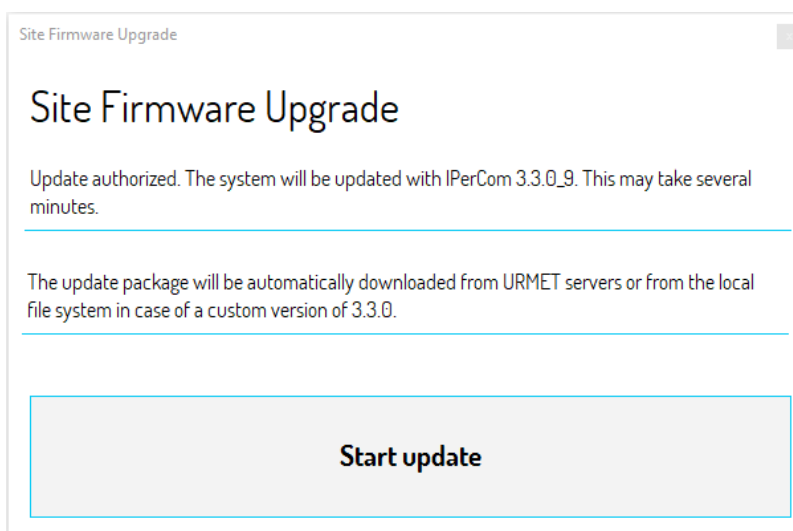 Site Firmware Upgrade
Site Firmware Upgrade
Update authorized. The system will be updated with IPerCom 3.3.0_9. This may take several
minutes.
The update package will be automatically downloaded from URMET servers or from the local
file system in case of a custom version of 3.3.0.
Start update